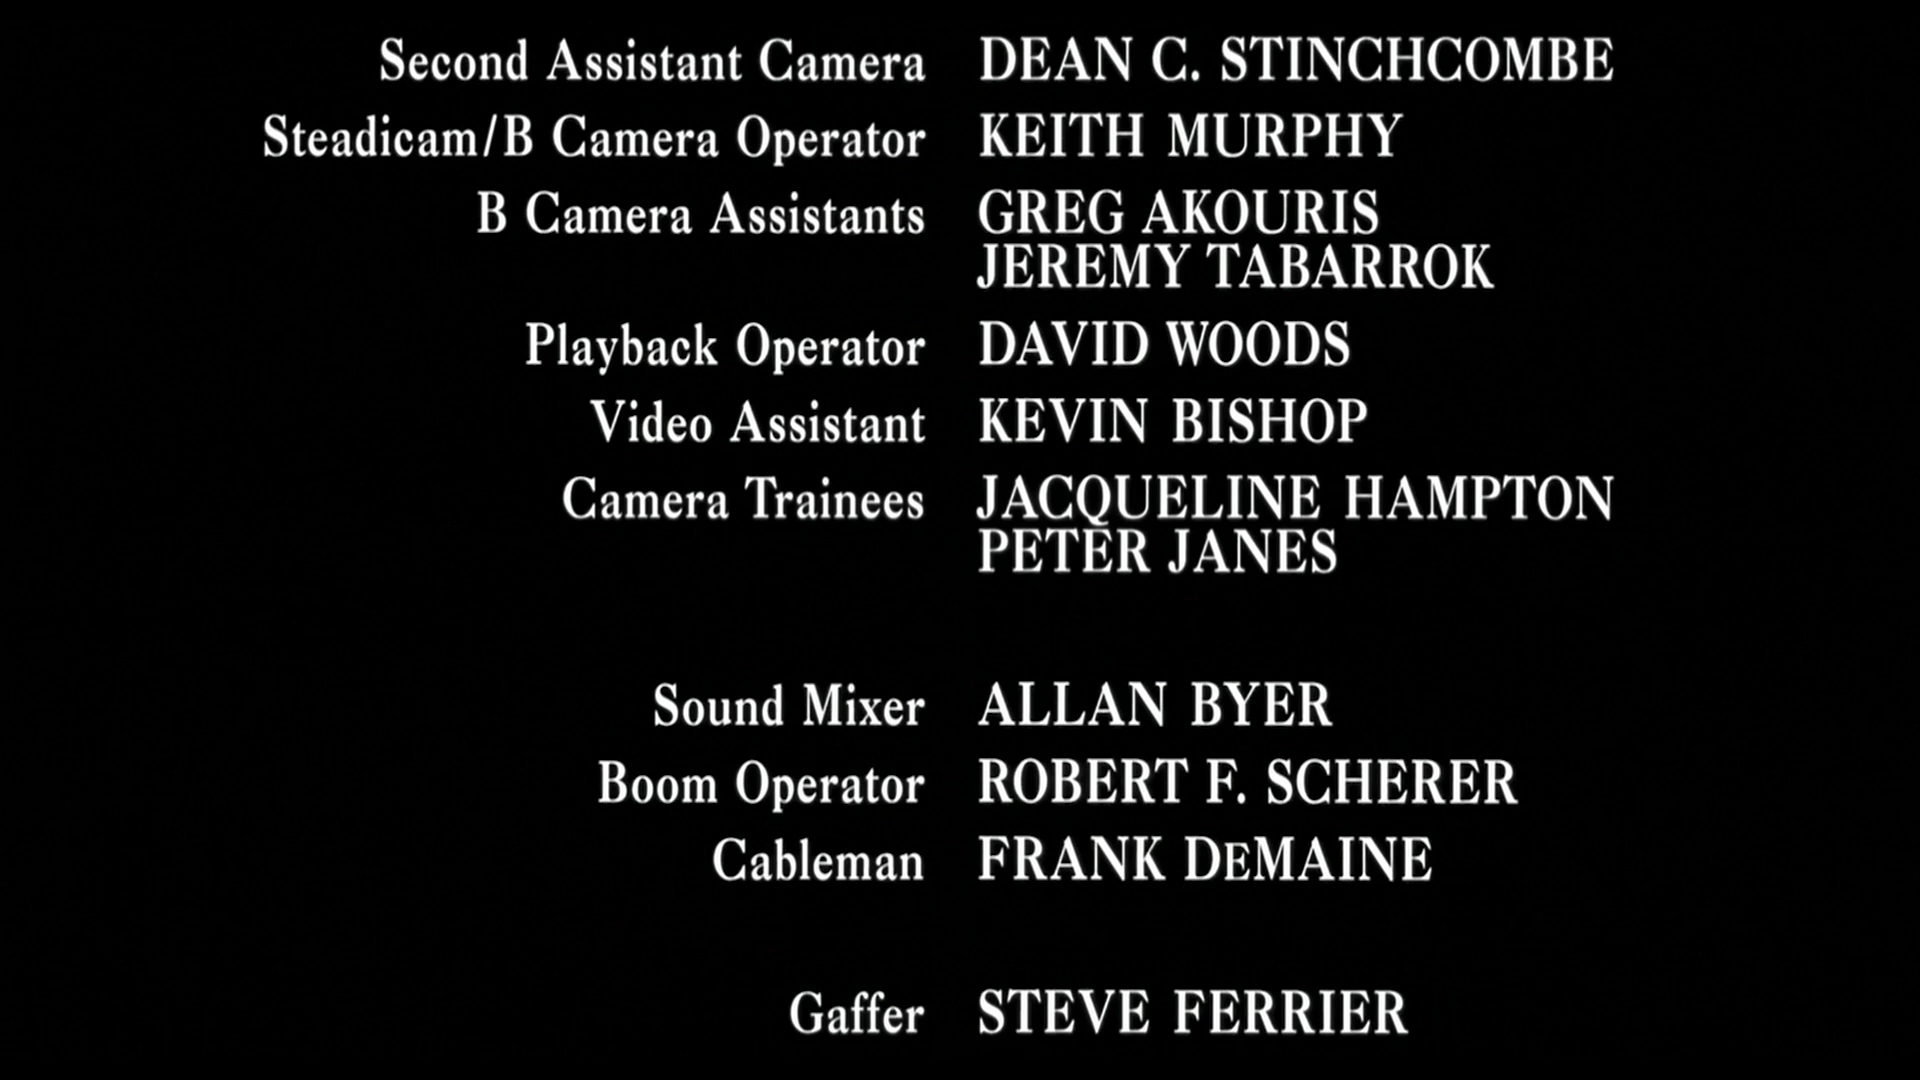 Second Assistant Camera DEAN C. STINCHCOMBE
Steadicam/B Camera Operator KEITH MURPHY
B Camera Assistants GREG AKOURIS
JEREMY TABARROK
Playback Operator DAVID WOODS
Video Assistant KEVIN BISHOP
Camera Trainees JACQUELINE HAMPTON
PETER JANES
Sound Mixer ALLAN BYER
Boom Operator ROBERT F. SCHERER
Cableman FRANK DeMAINE
Gaffer STEVE FERRIER